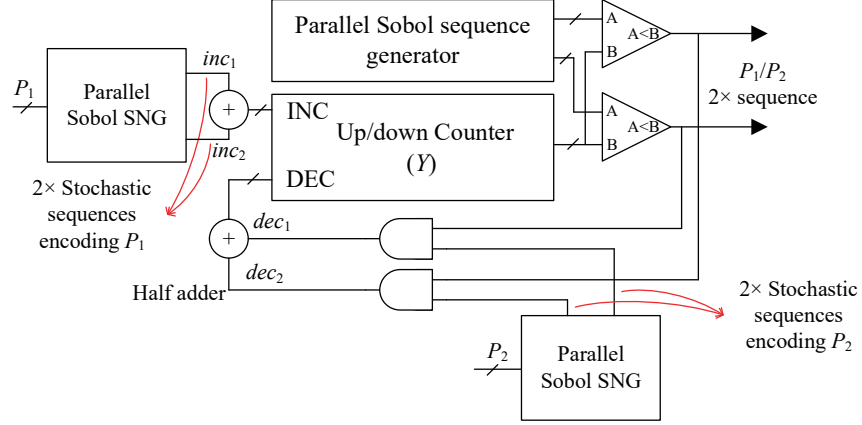 Parallel Sobol sequence
generator
A
A<B
B
P₁/P₂
2× sequence
A
A<B
B
P₁
Parallel
Sobol SNG
inc₁
+
inc₂
INC
Up/down Counter
(Y)
DEC
2× Stochastic
sequences
encoding P₁
+
dec₁
dec₂
Half adder
2× Stochastic
sequences
encoding P₂
P₂
Parallel
Sobol SNG